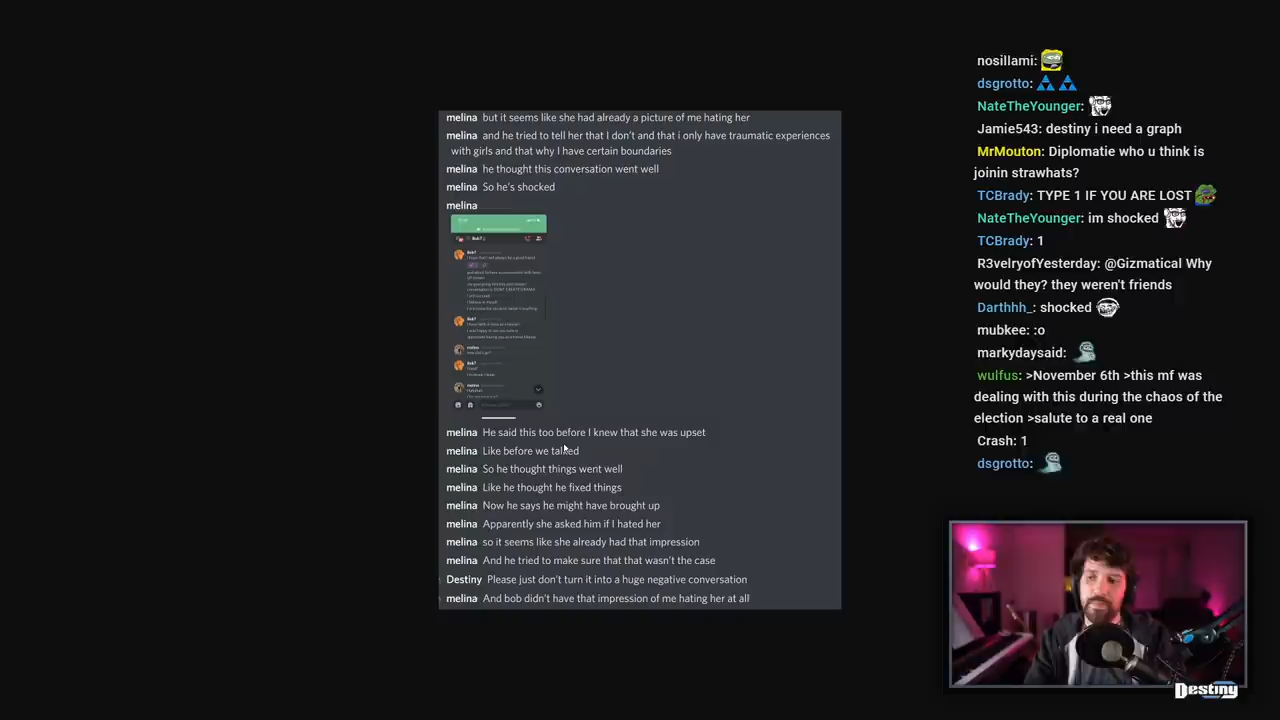 melina but it seems like she had already a picture of me hating her
melina and he tried to tell her that I don't and that i only have traumatic experiences
with girls and that why I have certain boundaries
melina he thought this conversation went well
melina So he's shocked
melina
melina He said this too before I knew that she was upset
melina Like before we talked
melina So he thought things went well
melina Like he thought he fixed things
melina Now he says he might have brought up
melina Apparently she asked him if I hated her
melina so it seems like she already had that impression
melina And he tried to make sure that that wasn't the case
Destiny Please just don't turn it into a huge negative conversation
melina And bob didn't have that impression of me hating her at all
nosillami:
dsgrotto:
NateTheYounger:
Jamie543: destiny i need a graph
MrMouton: Diplomatie who u think is
joinin strawhats?
TCBrady: TYPE 1 IF YOU ARE LOST
NateTheYounger: im shocked
TCBrady: 1
R3velryofYesterday: @Gizmatical Why
would they? they weren't friends
Darthhh_: shocked
mubkee: :o
markydaysaid:
wulfus: >November 6th >this mf was
dealing with this during the chaos of the
election >salute to a real one
Crash: 1
dsgrotto:
Destiny